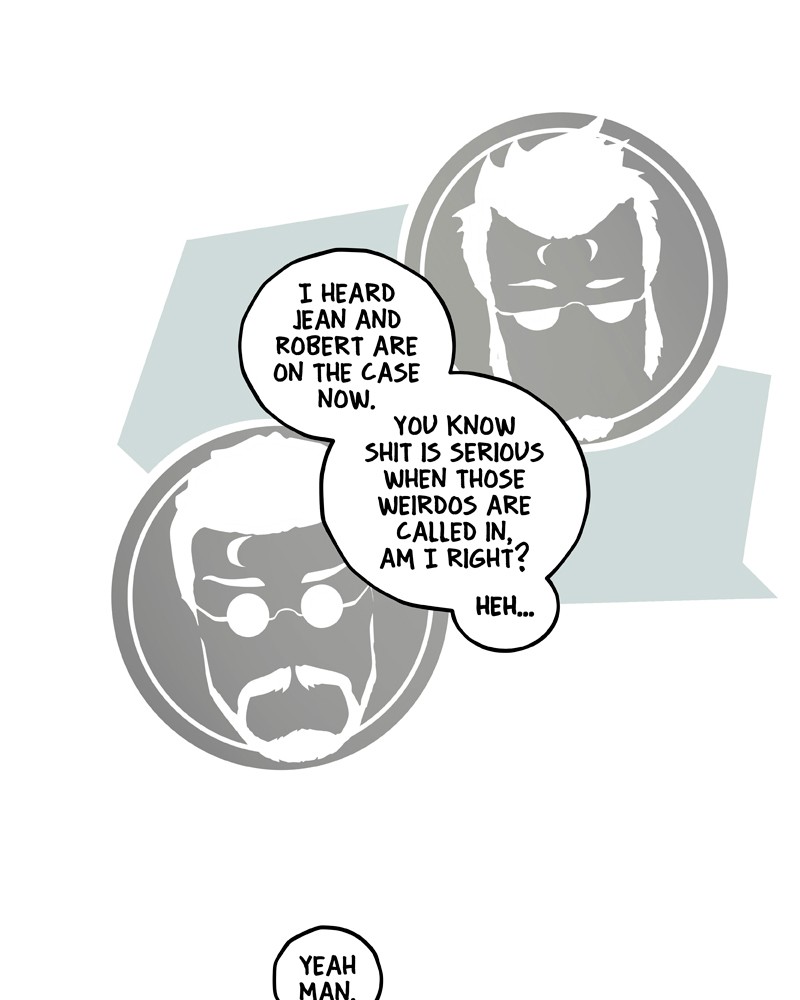 I HEARD
JEAN AND
ROBERT ARE
ON THE CASE
NOW.
YOU KNOW
SHIT IS SERIOUS
WHEN THOSE
WEIRDOS ARE
CALLED IN,
AM I RIGHT?
HEH...
YEAH
MAN.